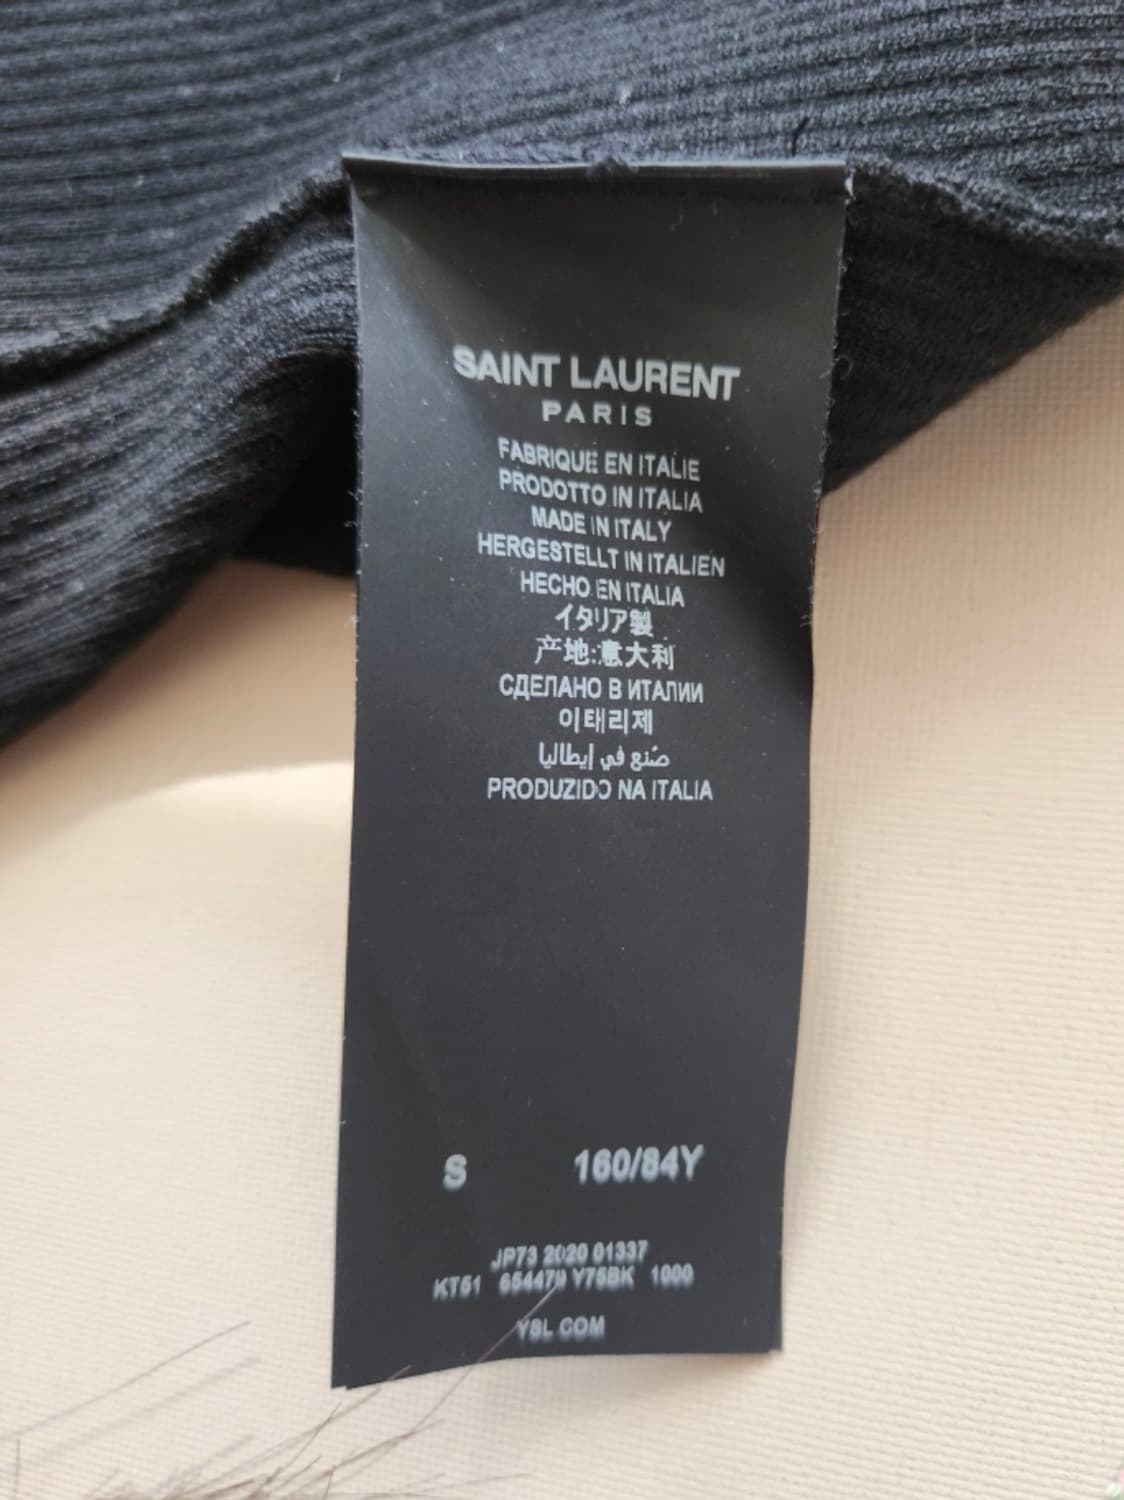 SAINT LAURENT
PARIS
FABRIQUE EN ITALIE
PRODOTTO IN ITALIA
MADE IN ITALY
HERGESTELLT IN ITALIEN
HECHO EN ITALIA
イタリア製
产地:意大利
СДЕЛАНО В ИТАЛИИ
이태리제
صُنع في إيطاليا
PRODUZIDO NA ITALIA
S 160/84Y
JP73 2020 01337
KT51 654479 Y75BK 1000
YSL.COM